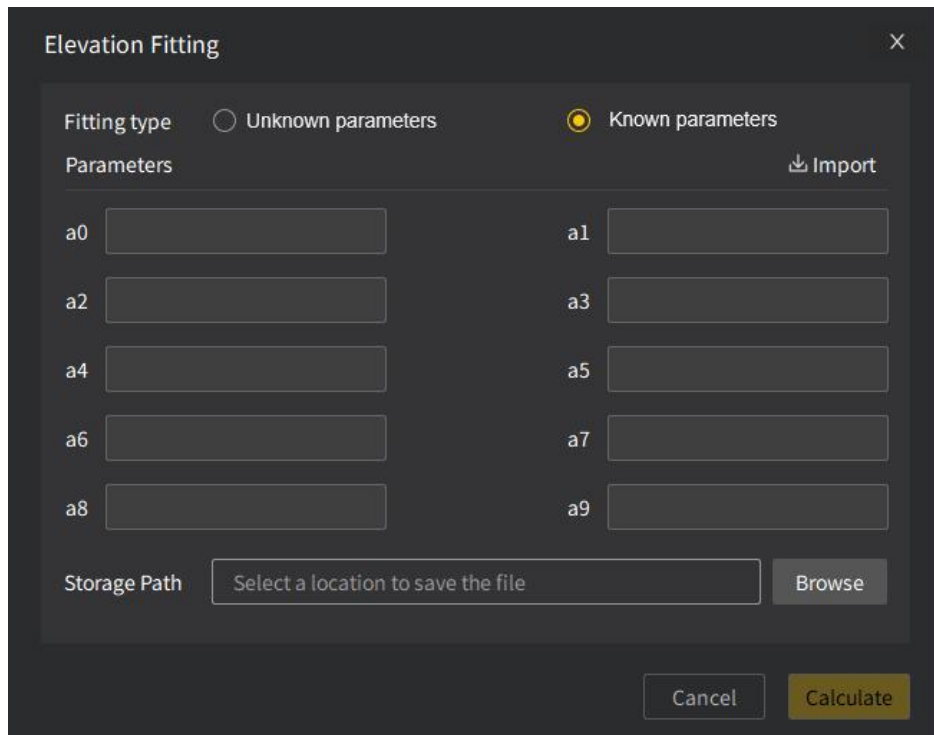 Elevation Fitting X
Fitting type Unknown parameters Known parameters
Parameters Import
a0 a1
a2 a3
a4 a5
a6 a7
a8 a9
Storage Path Select a location to save the file Browse
Cancel Calculate